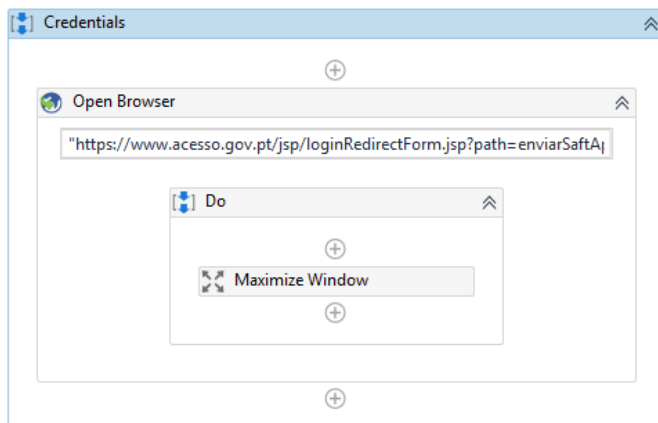 Credentials
Open Browser
"https://www.acesso.gov.pt/jsp/loginRedirectForm.jsp?path=enviarSaftA
Do
Maximize Window